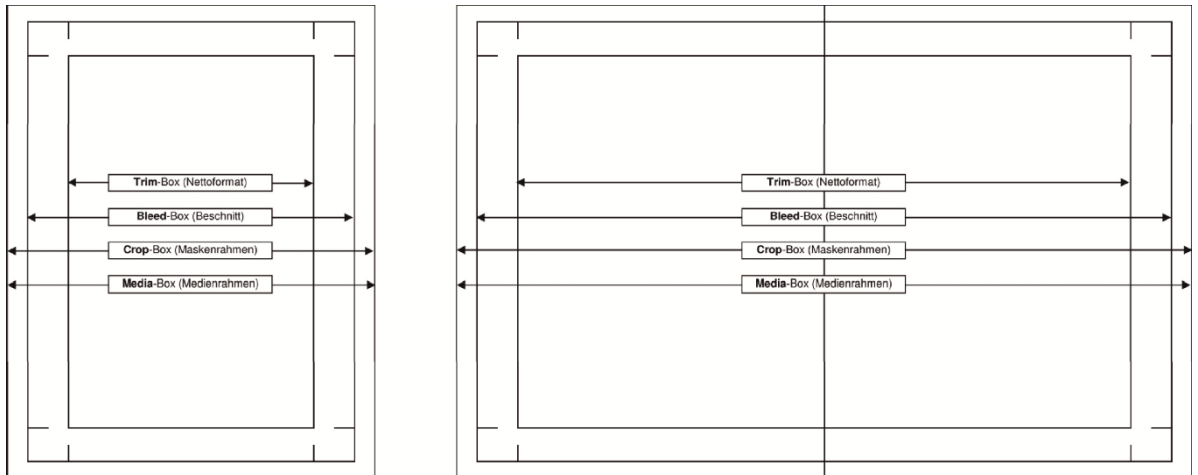 Trim-Box (Nettoformat)
Bleed-Box (Beschnitt)
Crop-Box (Maskenrahmen)
Media-Box (Medienrahmen)
Trim-Box (Nettoformat)
Bleed-Box (Beschnitt)
Crop-Box (Maskenrahmen)
Media-Box (Medienrahmen)